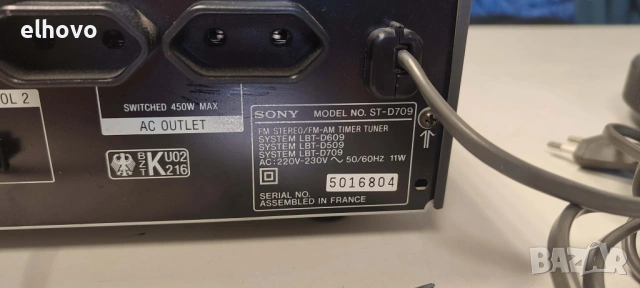 elhovo
SWITCHED 450W MAX
AC OUTLET
OL 2
BZT K U02 216
SONY MODEL NO. ST-D709
FM STEREO/FM-AM TIMER TUNER
SYSTEM LBT-D609
SYSTEM LBT-D509
SYSTEM LBT-D709
AC:220V-230V ~ 50/60HZ 11W
5016804
SERIAL NO.
ASSEMBLED IN FRANCE
BAZAR